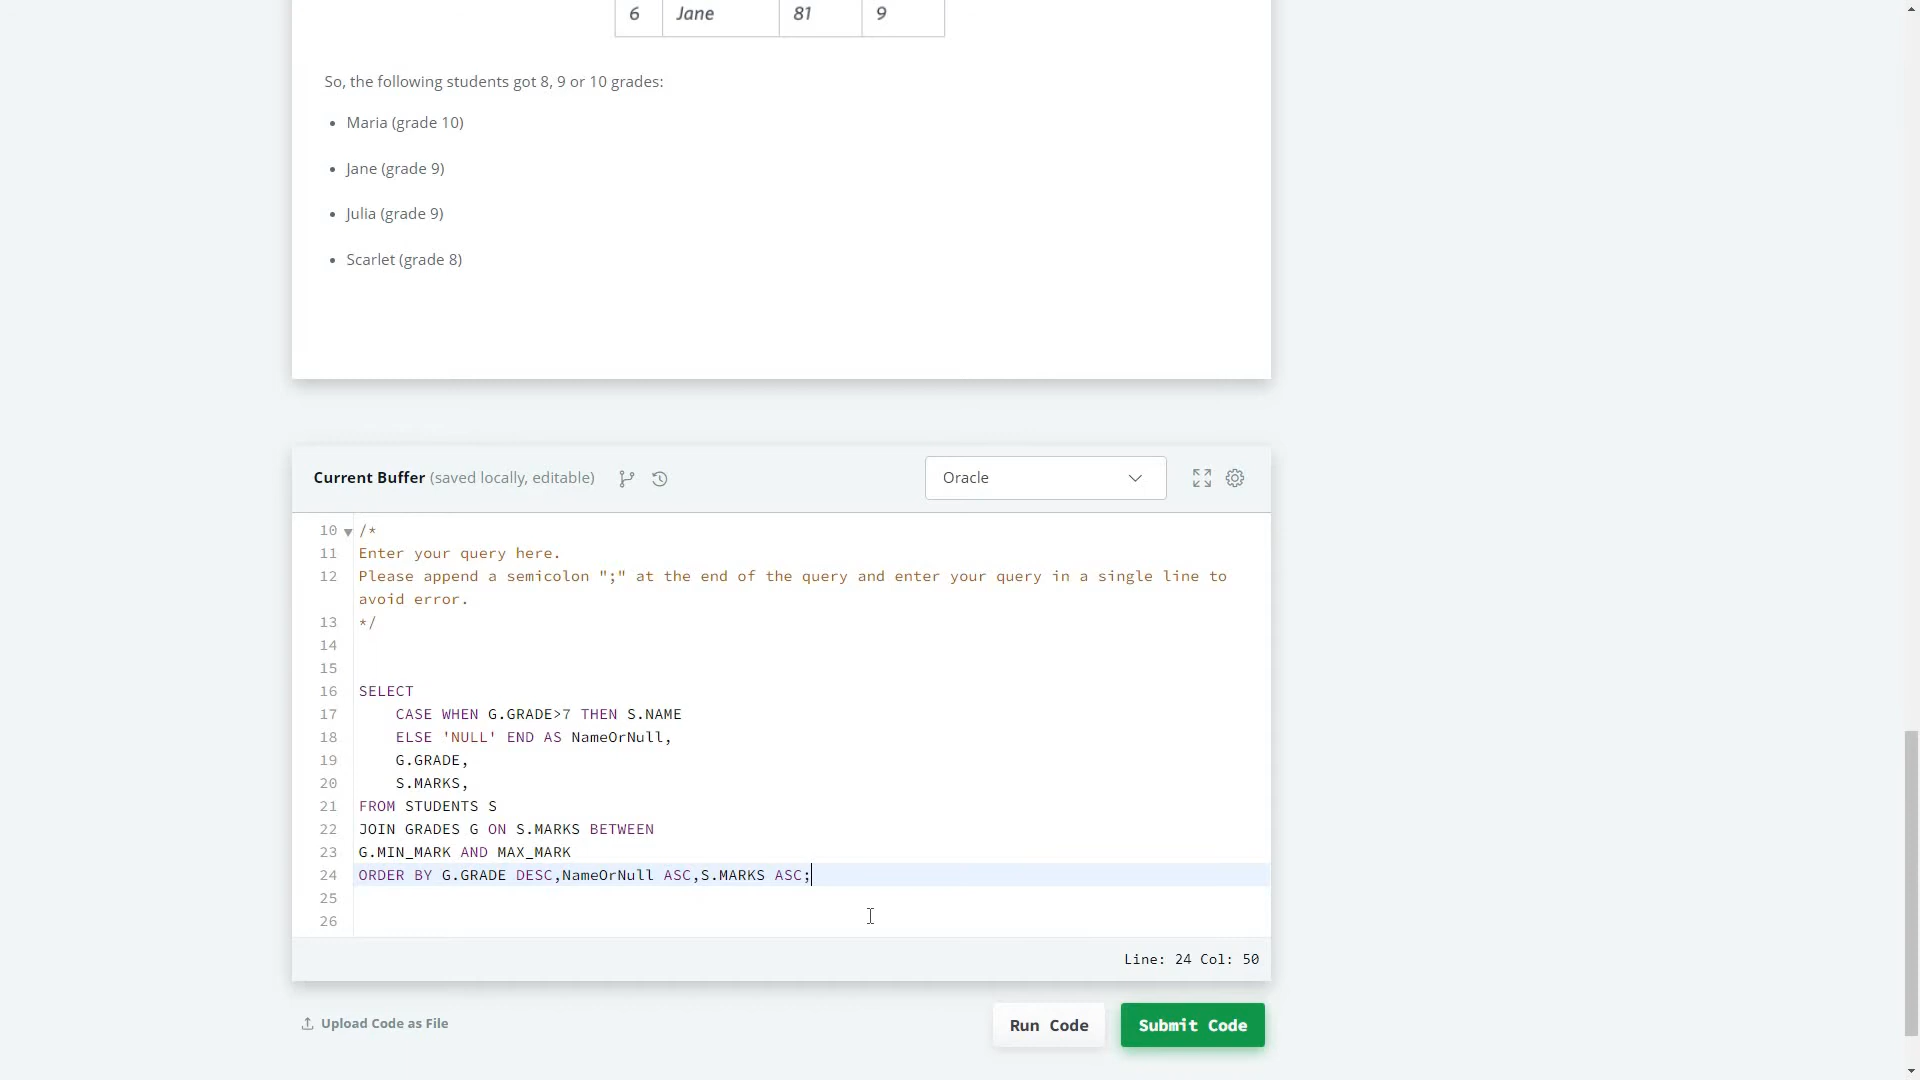 6 Jane 81 9
So, the following students got 8, 9 or 10 grades:
• Maria (grade 10)
• Jane (grade 9)
• Julia (grade 9)
• Scarlet (grade 8)
Current Buffer (saved locally, editable) Oracle
10 /*
11 Enter your query here.
12 Please append a semicolon ";" at the end of the query and enter your query in a single line to
avoid error.
13 */
14
15
16 SELECT
17     CASE WHEN G.GRADE>7 THEN S.NAME
18     ELSE 'NULL' END AS NameOrNull,
19     G.GRADE,
20     S.MARKS,
21 FROM STUDENTS S
22 JOIN GRADES G ON S.MARKS BETWEEN
23 G.MIN_MARK AND MAX_MARK
24 ORDER BY G.GRADE DESC,NameOrNull ASC,S.MARKS ASC;
25
26
Line: 24 Col: 50
Upload Code as File Run Code Submit Code